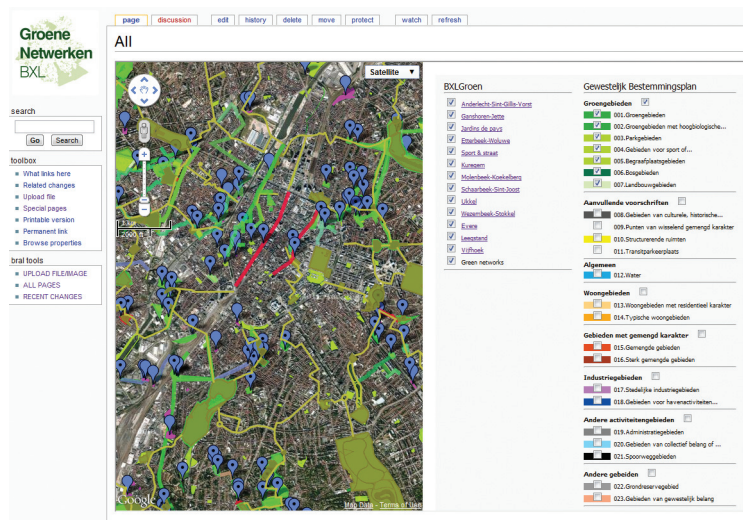 Groene
Netwerken
BXL
page
discussion
edit
history
delete
move
protect
watch
refresh
All
search
Go
Search
toolbox
What links here
Related changes
Upload file
Special pages
Printable version
Permanent link
Browse properties
bral tools
UPLOAD FILE/IMAGE
ALL PAGES
RECENT CHANGES
Satellite ▼
Google
Map Data - Terms of
BXLGroen
Anderlecht-Sint-Gillis-Vorst
Ganshoren-Jette
Jardins de pavs
Etterbeek-Woluwe
Sport & straat
Kuregem
Molenbeek-Koekelberg
Schaarbeek-Sint-Joost
Ukkel
Wezembeek-Stokkel
Evere
Leegstand
Vijfhoek
Green networks
Gewestelijk Bestemmingsplan
Groengebieden
001.Groengebieden
002.Groengebieden met hoogbiologische...
003.Parkgebieden
004.Gebieden voor sport of...
005.Begraafplaatsgebieden
006.Bosgebieden
007.Landbouwgebieden
Aanvullende voorschriften
008.Gebieden van culturele, historische...
009.Punten van wisselend gemengd karakter
010.Structurerende ruimten
011.Transitparkeerplaats
Algemeen
012.Water
Woongebieden
013.Woongebieden met residentieel karakter
014.Typische woongebieden
Gebieden met gemengd karakter
015.Gemengde gebieden
016.Sterk gemengde gebieden
Industriegebieden
017.Stedelijke industriegebieden
018.Gebieden voor havenactiviteiten...
Andere activiteitengebieden
019.Administratiegebieden
020.Gebieden van collectief belang of ...
021.Spoorweggebieden
Andere gebeiden
022.Grondreservegebied
023.Gebieden van gewestelijk belang